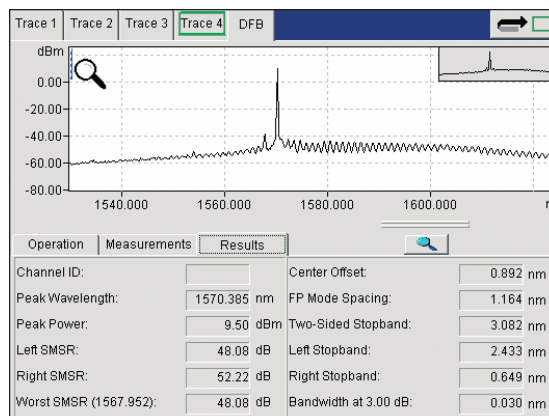 Trace 1 Trace 2 Trace 3 Trace 4 DFB
dBm
0.00
-20.00
-40.00
-60.00
-80.00
1540.000 1560.000 1580.000 1600.000
Operation Measurements Results
Channel ID: Center Offset: 0.892 nm
Peak Wavelength: 1570.385 nm FP Mode Spacing: 1.164 nm
Peak Power: 9.50 dBm Two-Sided Stopband: 3.082 nm
Left SMSR: 48.08 dB Left Stopband: 2.433 nm
Right SMSR: 52.22 dB Right Stopband: 0.649 nm
Worst SMSR (1567.952): 48.08 dB Bandwidth at 3.00 dB: 0.030 nm